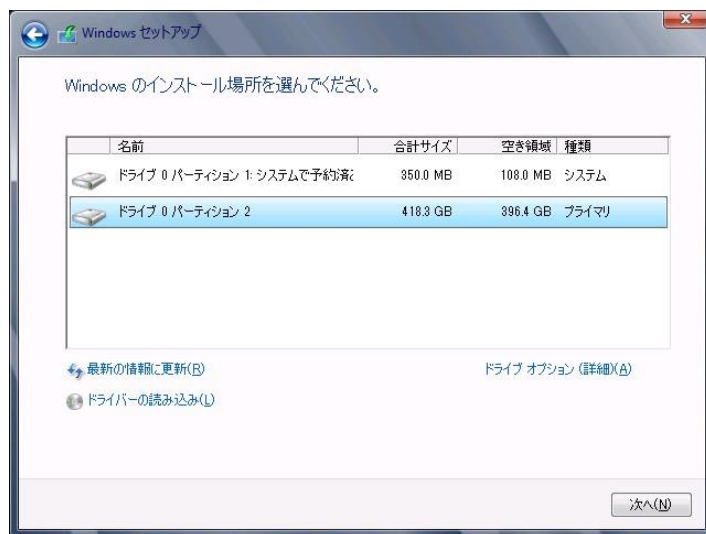 Windows セットアップ
Windows のインストール場所を選んでください。
名前 合計サイズ 空き領域 種類
ドライブ 0 パーティション 1: システムで予約済 350.0 MB 108.0 MB システム
ドライブ 0 パーティション 2 418.3 GB 396.4 GB プライマリ
最新の情報に更新(R) ドライブ オプション (詳細)(A)
ドライバーの読み込み(L)
次へ(N)